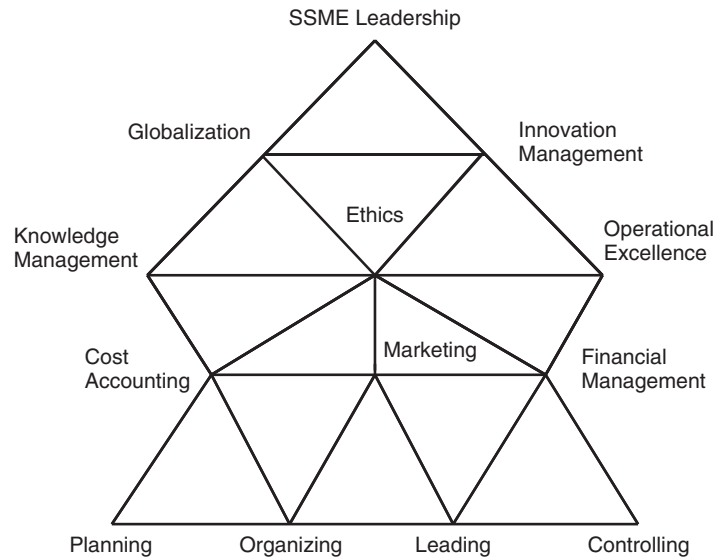 SSME Leadership
Globalization
Innovation
Management
Ethics
Knowledge
Management
Operational
Excellence
Cost
Accounting
Marketing
Financial
Management
Planning
Organizing
Leading
Controlling